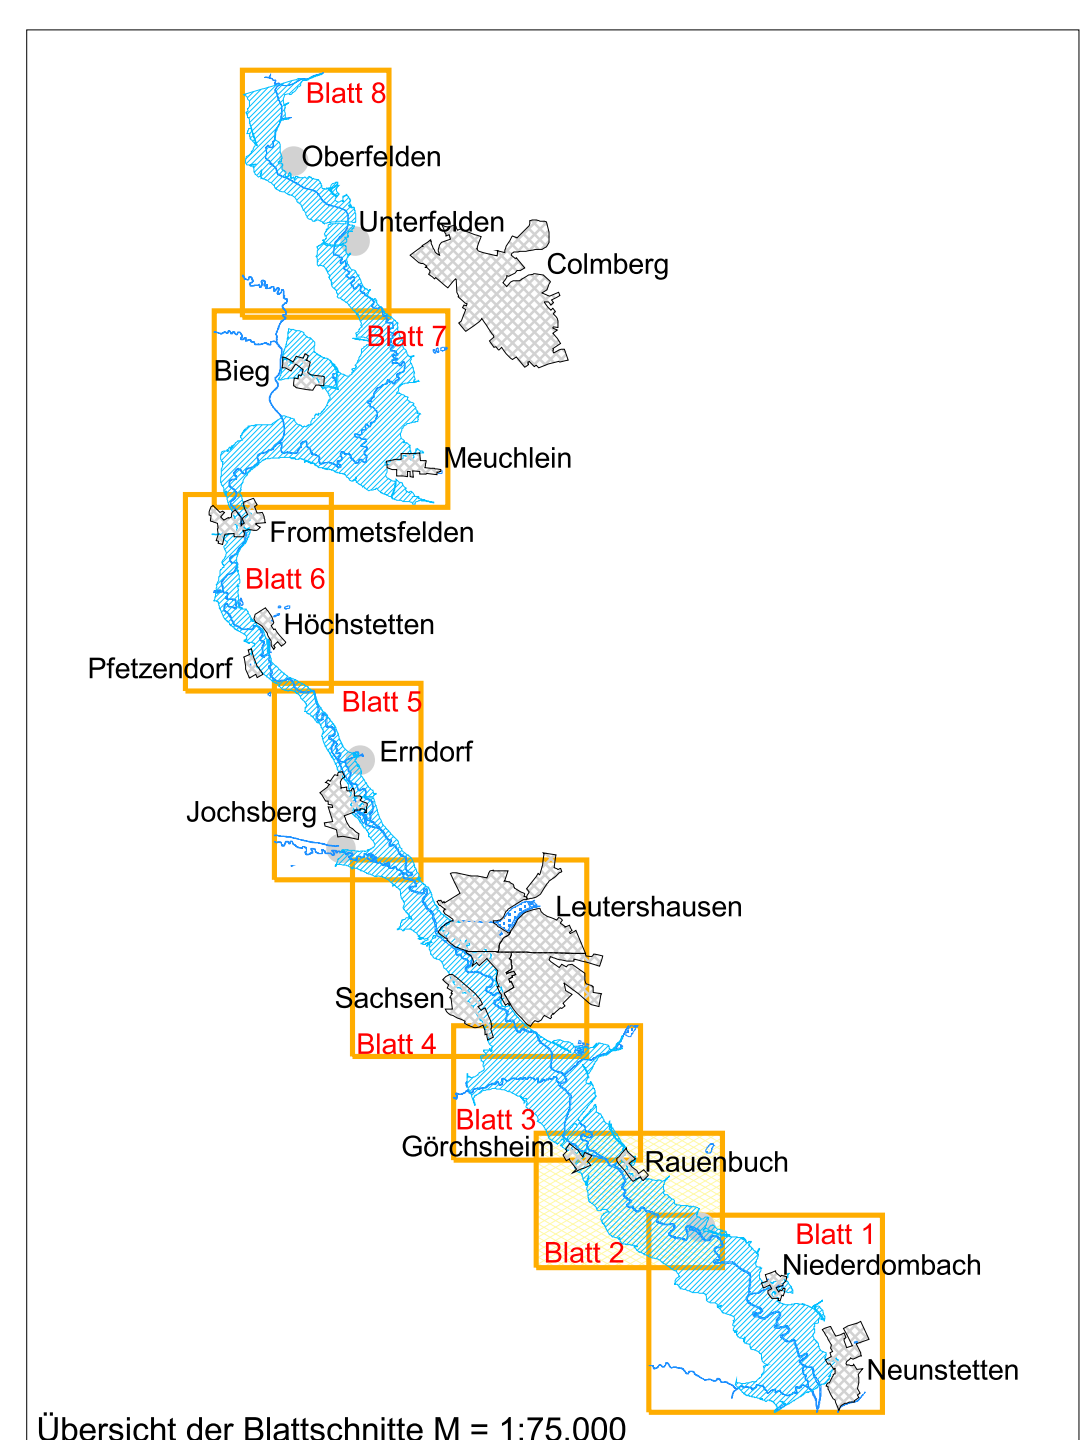 Blatt 8
Oberfelden
Unterfelden
Colmberg
Blatt 7
Bieg
Meuchlein
Frommetsfelden
Blatt 6
Höchstetten
Pfetzendorf
Blatt 5
Erndorf
Jochsberg
Leutershausen
Sachsen
Blatt 4
Blatt 3
Görchsheim
Rauenbuch
Blatt 1
Blatt 2
Niederdombach
Neunstetten
Übersicht der Blattschnitte M = 1:75.000